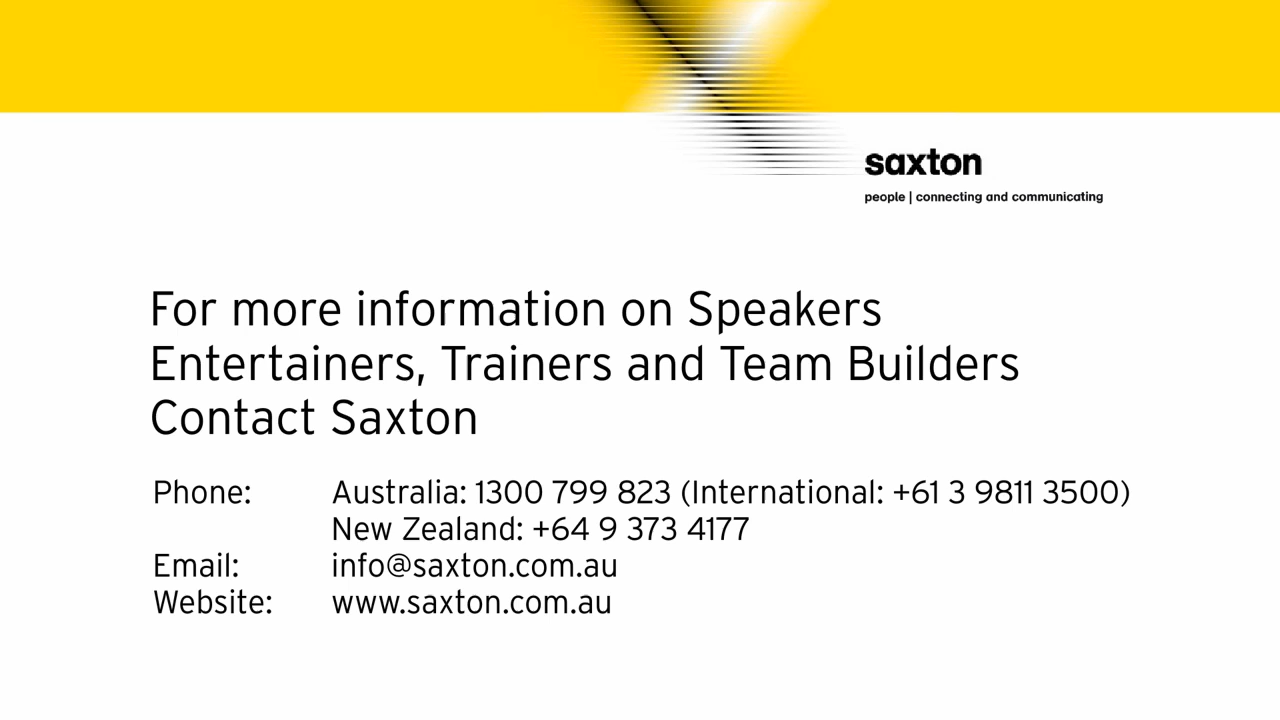 saxton
people | connecting and communicating
For more information on Speakers
Entertainers, Trainers and Team Builders
Contact Saxton
Phone: Australia: 1300 799 823 (International: +61 3 9811 3500)
New Zealand: +64 9 373 4177
Email: info@saxton.com.au
Website: www.saxton.com.au